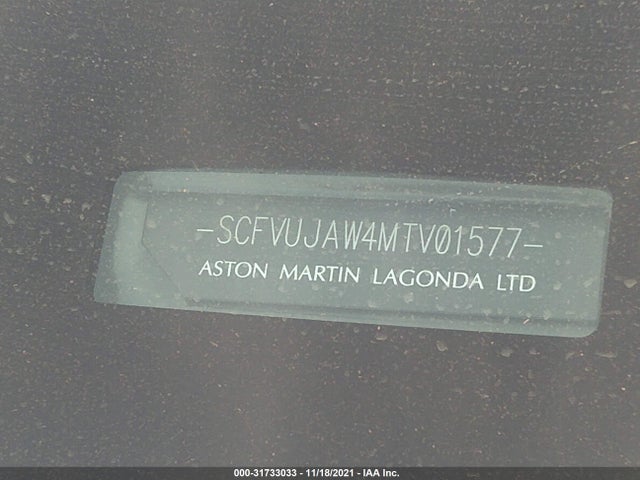 -SCFVUJAW4MTV01577-
ASTON MARTIN LAGONDA LTD
000-31733033 - 11/18/2021 - IAA Inc.